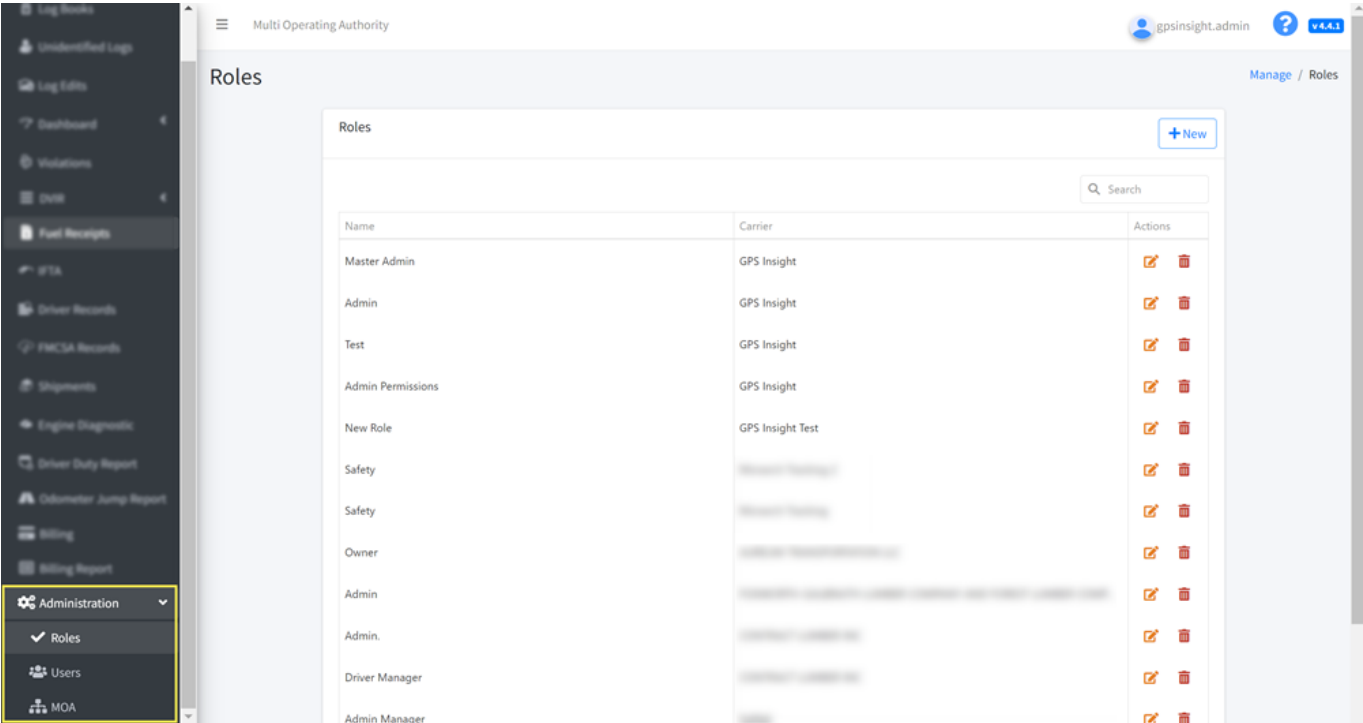 Log Books
Unidentified Logs
Log Edits
Dashboard
Violations
DVIR
Fuel Receipts
IFTA
Driver Records
FMCSA Records
Shipments
Engine Diagnostic
Driver Duty Report
Odometer Jump Report
Billing
Billing Report
Administration
Roles
Users
MOA
Multi Operating Authority
gpsinsight.admin
?
v 4.4.1
Roles
Manage / Roles
Roles
+ New
Search
Name Carrier Actions
Master Admin GPS Insight
Admin GPS Insight
Test GPS Insight
Admin Permissions GPS Insight
New Role GPS Insight Test
Safety
Safety
Owner
Admin
Admin.
Driver Manager
Admin Manager